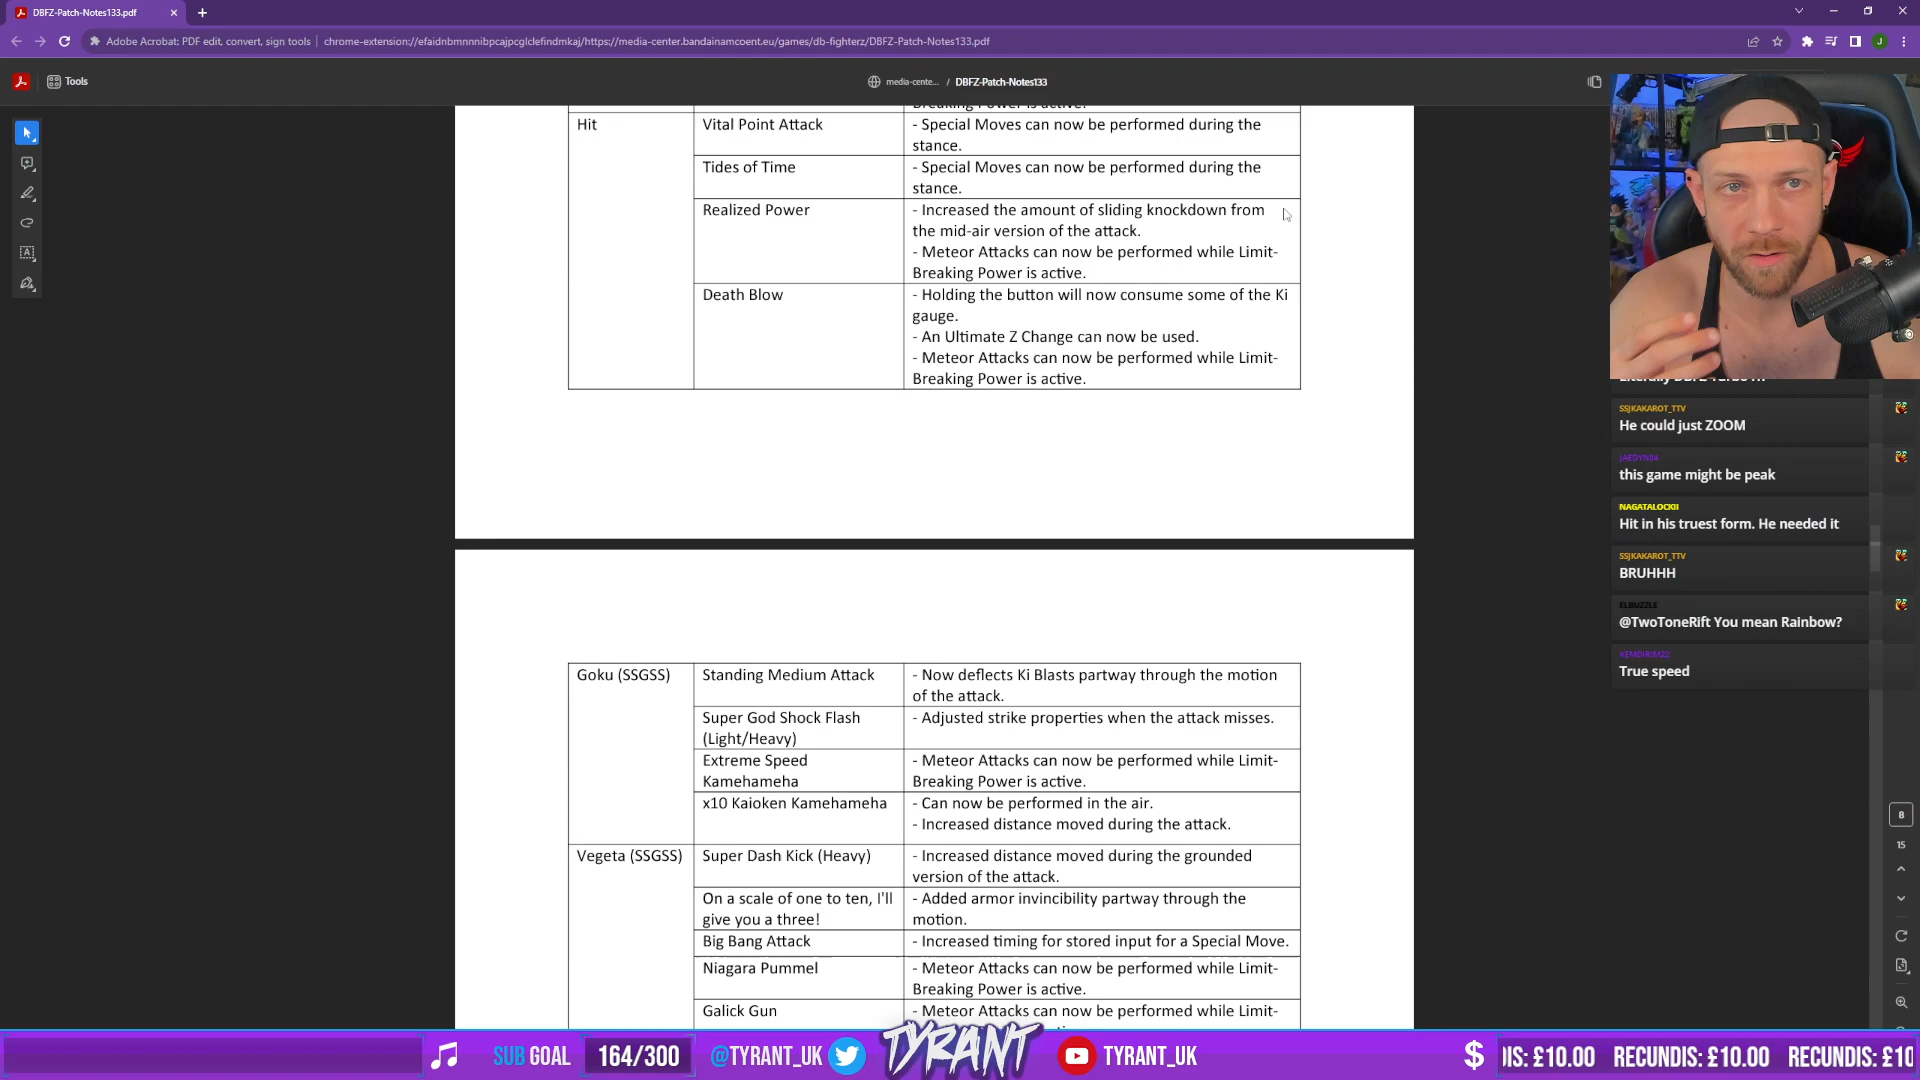 DBFZ-Patch-Notes133.pdf
Adobe Acrobat: PDF edit, convert, sign tools
chrome-extension://efaidnbmnnnibpcajpcglclefindmkaj/https://media-center.bandainamcoent.eu/games/db-fighterz/DBFZ-Patch-Notes133.pdf
J
Tools
media-cente... / DBFZ-Patch-Notes133
Breaking Power is active.
Hit
Vital Point Attack
- Special Moves can now be performed during the
stance.
Tides of Time
- Special Moves can now be performed during the
stance.
Realized Power
- Increased the amount of sliding knockdown from
the mid-air version of the attack.
- Meteor Attacks can now be performed while Limit-
Breaking Power is active.
Death Blow
- Holding the button will now consume some of the Ki
gauge.
- An Ultimate Z Change can now be used.
- Meteor Attacks can now be performed while Limit-
Breaking Power is active.
Goku (SSGSS)
Standing Medium Attack
- Now deflects Ki Blasts partway through the motion
of the attack.
Super God Shock Flash
(Light/Heavy)
- Adjusted strike properties when the attack misses.
Extreme Speed
Kamehameha
- Meteor Attacks can now be performed while Limit-
Breaking Power is active.
x10 Kaioken Kamehameha
- Can now be performed in the air.
- Increased distance moved during the attack.
Vegeta (SSGSS)
Super Dash Kick (Heavy)
- Increased distance moved during the grounded
version of the attack.
On a scale of one to ten, I'll
give you a three!
- Added armor invincibility partway through the
motion.
Big Bang Attack
- Increased timing for stored input for a Special Move.
Niagara Pummel
- Meteor Attacks can now be performed while Limit-
Breaking Power is active.
Galick Gun
- Meteor Attacks can now be performed while Limit-
SSJKAKAROT_TTV
He could just ZOOM
JAEDYN04
this game might be peak
NAGATALOCKII
Hit in his truest form. He needed it
SSJKAKAROT_TTV
BRUHHH
ELBUZZLE
@TwoToneRift You mean Rainbow?
KEMDIRIM22
True speed
8
15
SUB GOAL
164/300
@TYRANT_UK
TYRANT
TYRANT_UK
$
IS: £10.00
RECUNDIS: £10.00
RECUNDIS: £10